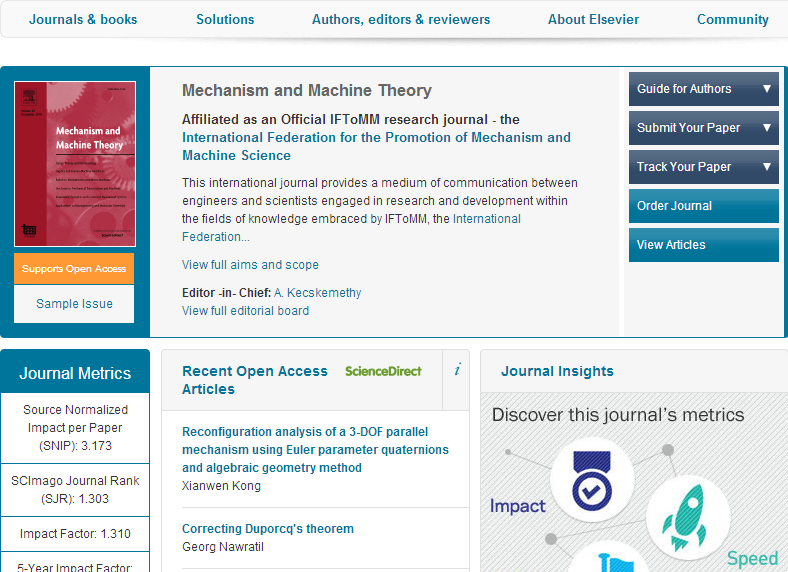 Journals & books
Solutions
Authors, editors & reviewers
About Elsevier
Community
Mechanism and
Machine Theory
Supports Open Access
Sample Issue
Mechanism and Machine Theory
Affiliated as an Official IFToMM research journal - the
International Federation for the Promotion of Mechanism and
Machine Science
This international journal provides a medium of communication between
engineers and scientists engaged in research and development within
the fields of knowledge embraced by IFToMM, the International
Federation...
View full aims and scope
Editor -in- Chief: A. Kecskemethy
View full editorial board
Guide for Authors
Submit Your Paper
Track Your Paper
Order Journal
View Articles
Journal Metrics
Source Normalized
Impact per Paper
(SNIP): 3.173
SCImago Journal Rank
(SJR): 1.303
Impact Factor: 1.310
5-Year Impact Factor:
Recent Open Access
Articles
ScienceDirect
i
Reconfiguration analysis of a 3-DOF parallel
mechanism using Euler parameter quaternions
and algebraic geometry method
Xianwen Kong
Correcting Duporcq's theorem
Georg Nawratil
Journal Insights
Discover this journal's metrics
Impact
Speed